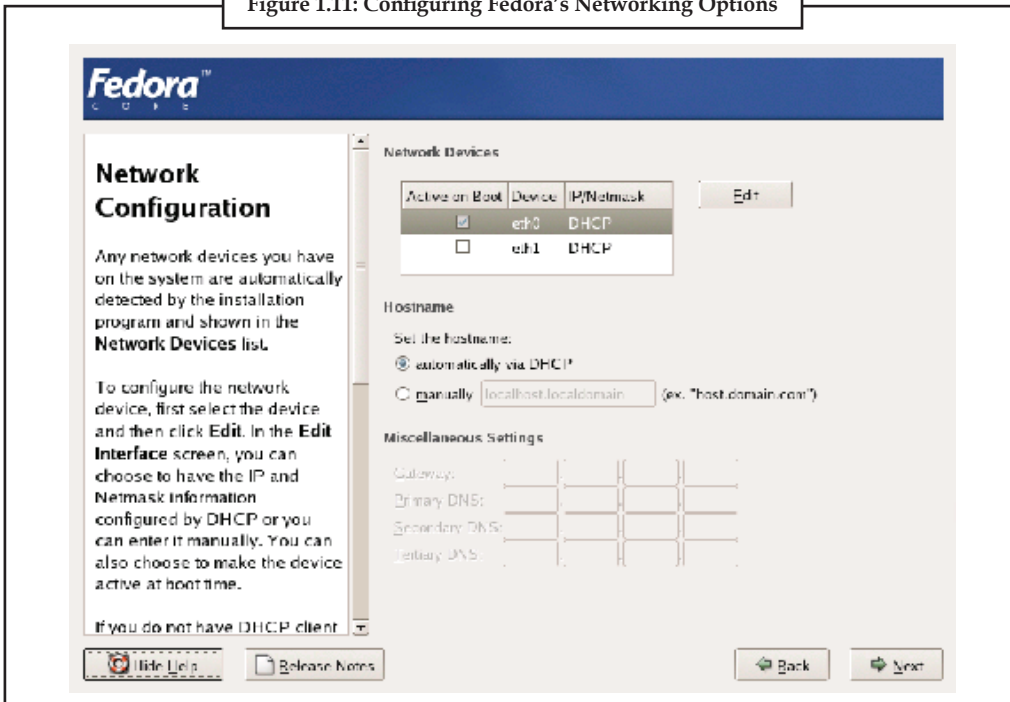 Figure 1.11: Configuring Fedora's Networking Options
Fedora™
CORE
Network
Configuration
Any network devices you have
on the system are automatically
detected by the installation
program and shown in the
Network Devices list.
To configure the network
device, first select the device
and then click Edit. In the Edit
Interface screen, you can
choose to have the IP and
Netmask information
configured by DHCP or you
can enter it manually. You can
also choose to make the device
active at boot time.
If you do not have DHCP client
Network Devices
Active on Boot Device IP/Netmask
eth0 DHCP
eth1 DHCP
Edit
Hostname
Set the hostname:
automatically via DHCP
manually localhost.localdomain (ex. "host.domain.com")
Miscellaneous Settings
Gateway:
Primary DNS:
Secondary DNS:
Tertiary DNS:
Hide Help
Release Notes
Back
Next